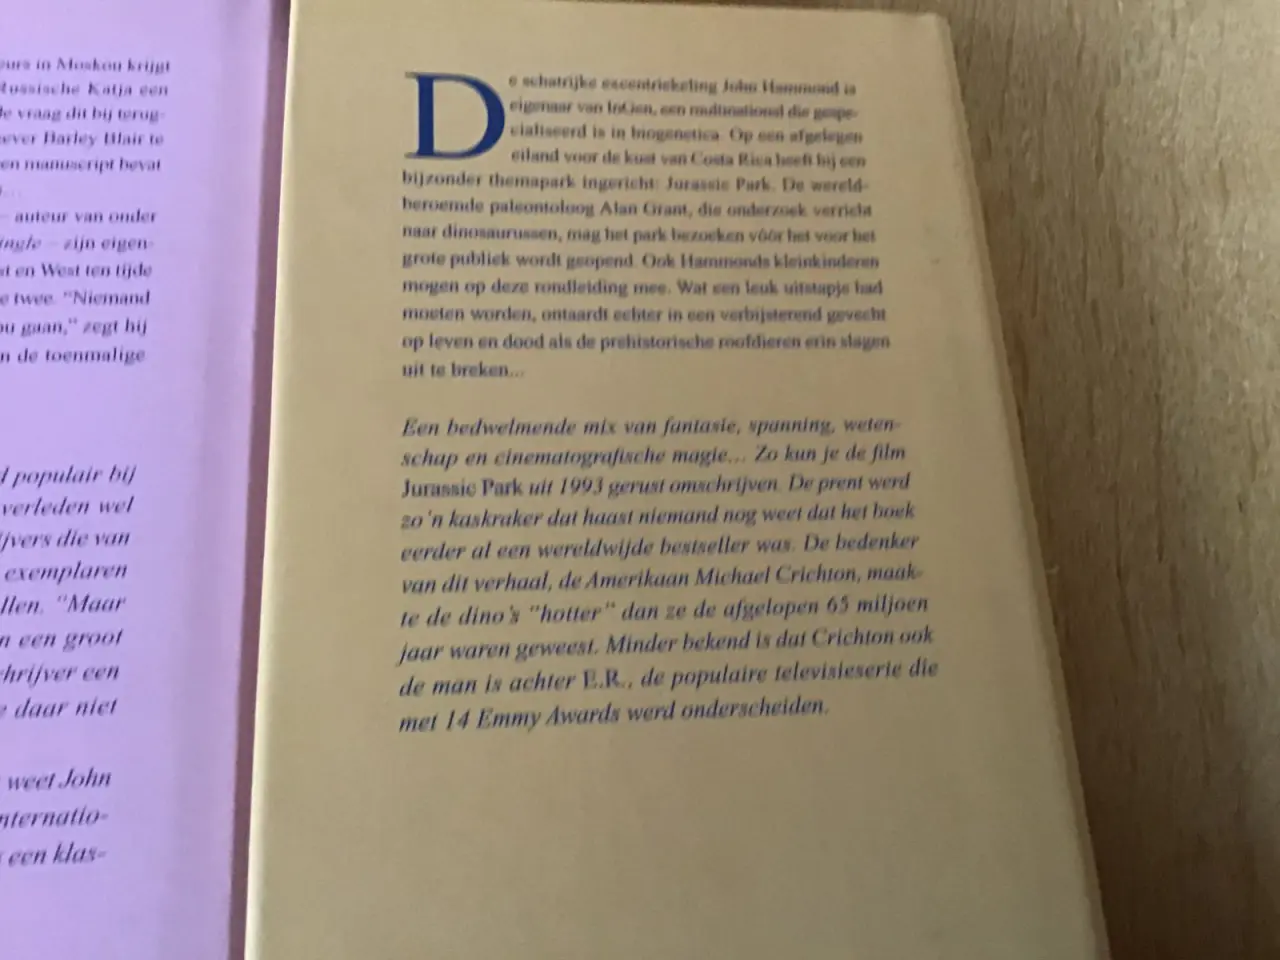 eurs in Moskou krijgt
Russische Katja een
de vraag dit bij terug-
ever Barley Blair te
en manuscript bevat
– auteur van onder
ingle – zijn eigen-
st en West ten tijde
e twee. "Niemand
ou gaan," zegt hij
n de toenmalige
d populair bij
verleden wel
ijvers die van
exemplaren
llen. "Maar
n een groot
chrijver een
e daar niet
weet John
nternatio-
s een klas-
De schatrijke excentriekeling John Hammond is
eigenaar van InGen, een multinational die gespe-
cialiseerd is in biogenetica. Op een afgelegen
eiland voor de kust van Costa Rica heeft hij een
bijzonder themapark ingericht: Jurassic Park. De wereld-
beroemde paleontoloog Alan Grant, die onderzoek verricht
naar dinosaurussen, mag het park bezoeken vóór het voor het
grote publiek wordt geopend. Ook Hammonds kleinkinderen
mogen op deze rondleiding mee. Wat een leuk uitstapje had
moeten worden, ontaardt echter in een verbijsterend gevecht
op leven en dood als de prehistorische roofdieren erin slagen
uit te breken...
Een bedwelmende mix van fantasie, spanning, weten-
schap en cinematografische magie... Zo kun je de film
Jurassic Park uit 1993 gerust omschrijven. De prent werd
zo'n kaskraker dat haast niemand nog weet dat het boek
eerder al een wereldwijde bestseller was. De bedenker
van dit verhaal, de Amerikaan Michael Crichton, maak-
te de dino's "hotter" dan ze de afgelopen 65 miljoen
jaar waren geweest. Minder bekend is dat Crichton ook
de man is achter E.R., de populaire televisieserie die
met 14 Emmy Awards werd onderscheiden.